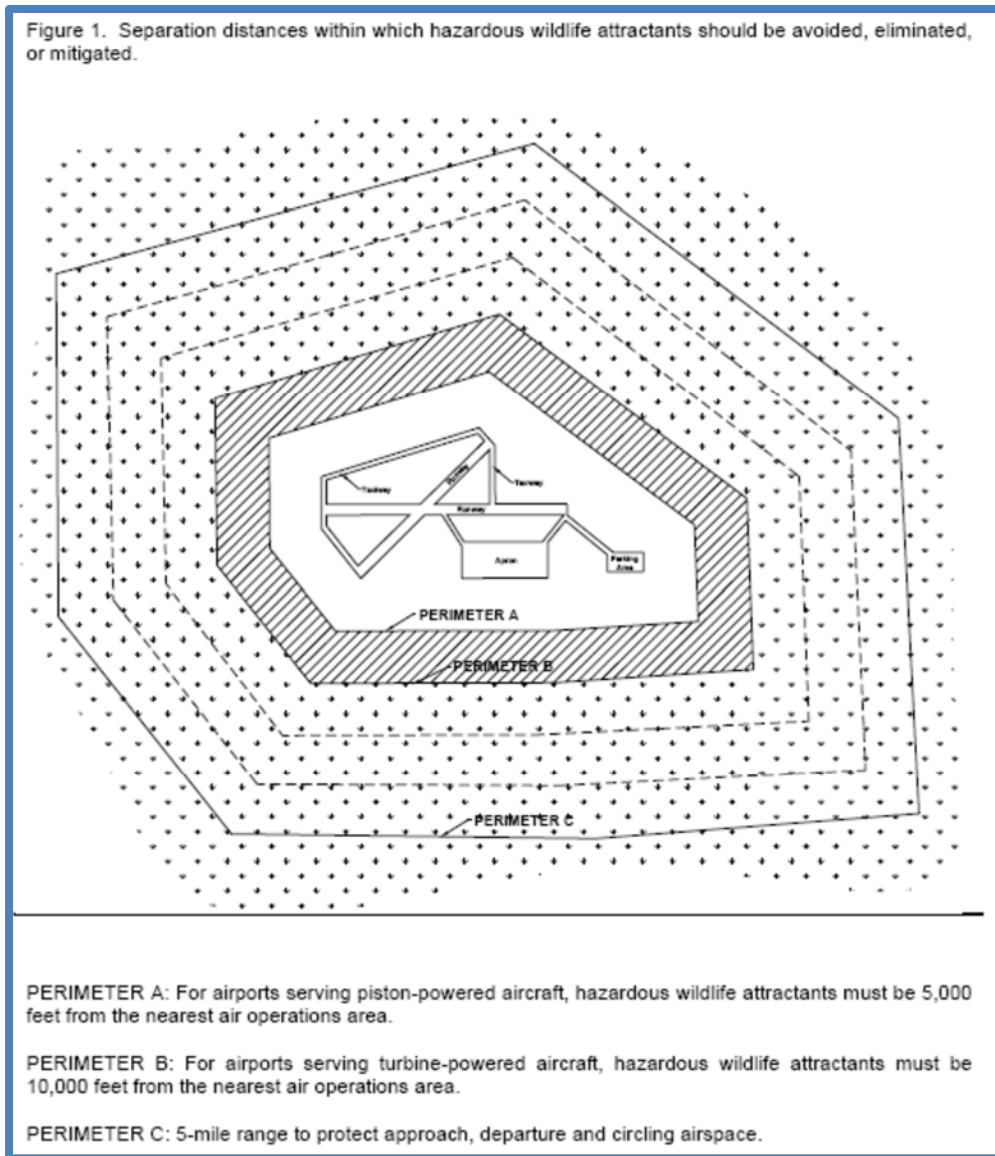 Figure 1. Separation distances within which hazardous wildlife attractants should be avoided, eliminated,
or mitigated.
Taxiway
Runway
Taxiway
Runway
Apron
Parking
Area
PERIMETER A
PERIMETER B
PERIMETER C
PERIMETER A: For airports serving piston-powered aircraft, hazardous wildlife attractants must be 5,000
feet from the nearest air operations area.
PERIMETER B: For airports serving turbine-powered aircraft, hazardous wildlife attractants must be
10,000 feet from the nearest air operations area.
PERIMETER C: 5-mile range to protect approach, departure and circling airspace.